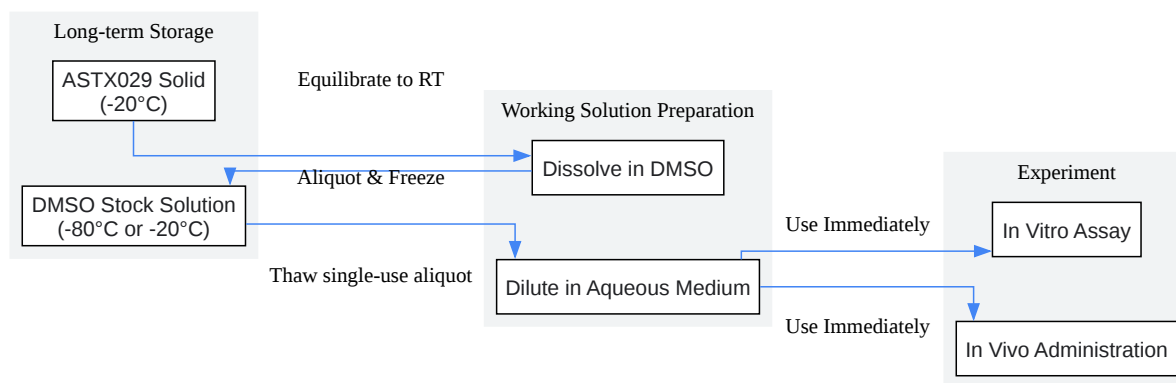 Long-term Storage
ASTX029 Solid
(-20°C)
Equilibrate to RT
Working Solution Preparation
Dissolve in DMSO
Aliquot & Freeze
DMSO Stock Solution
(-80°C or -20°C)
Thaw single-use aliquot
Dilute in Aqueous Medium
Experiment
Use Immediately
In Vitro Assay
Use Immediately
In Vivo Administration